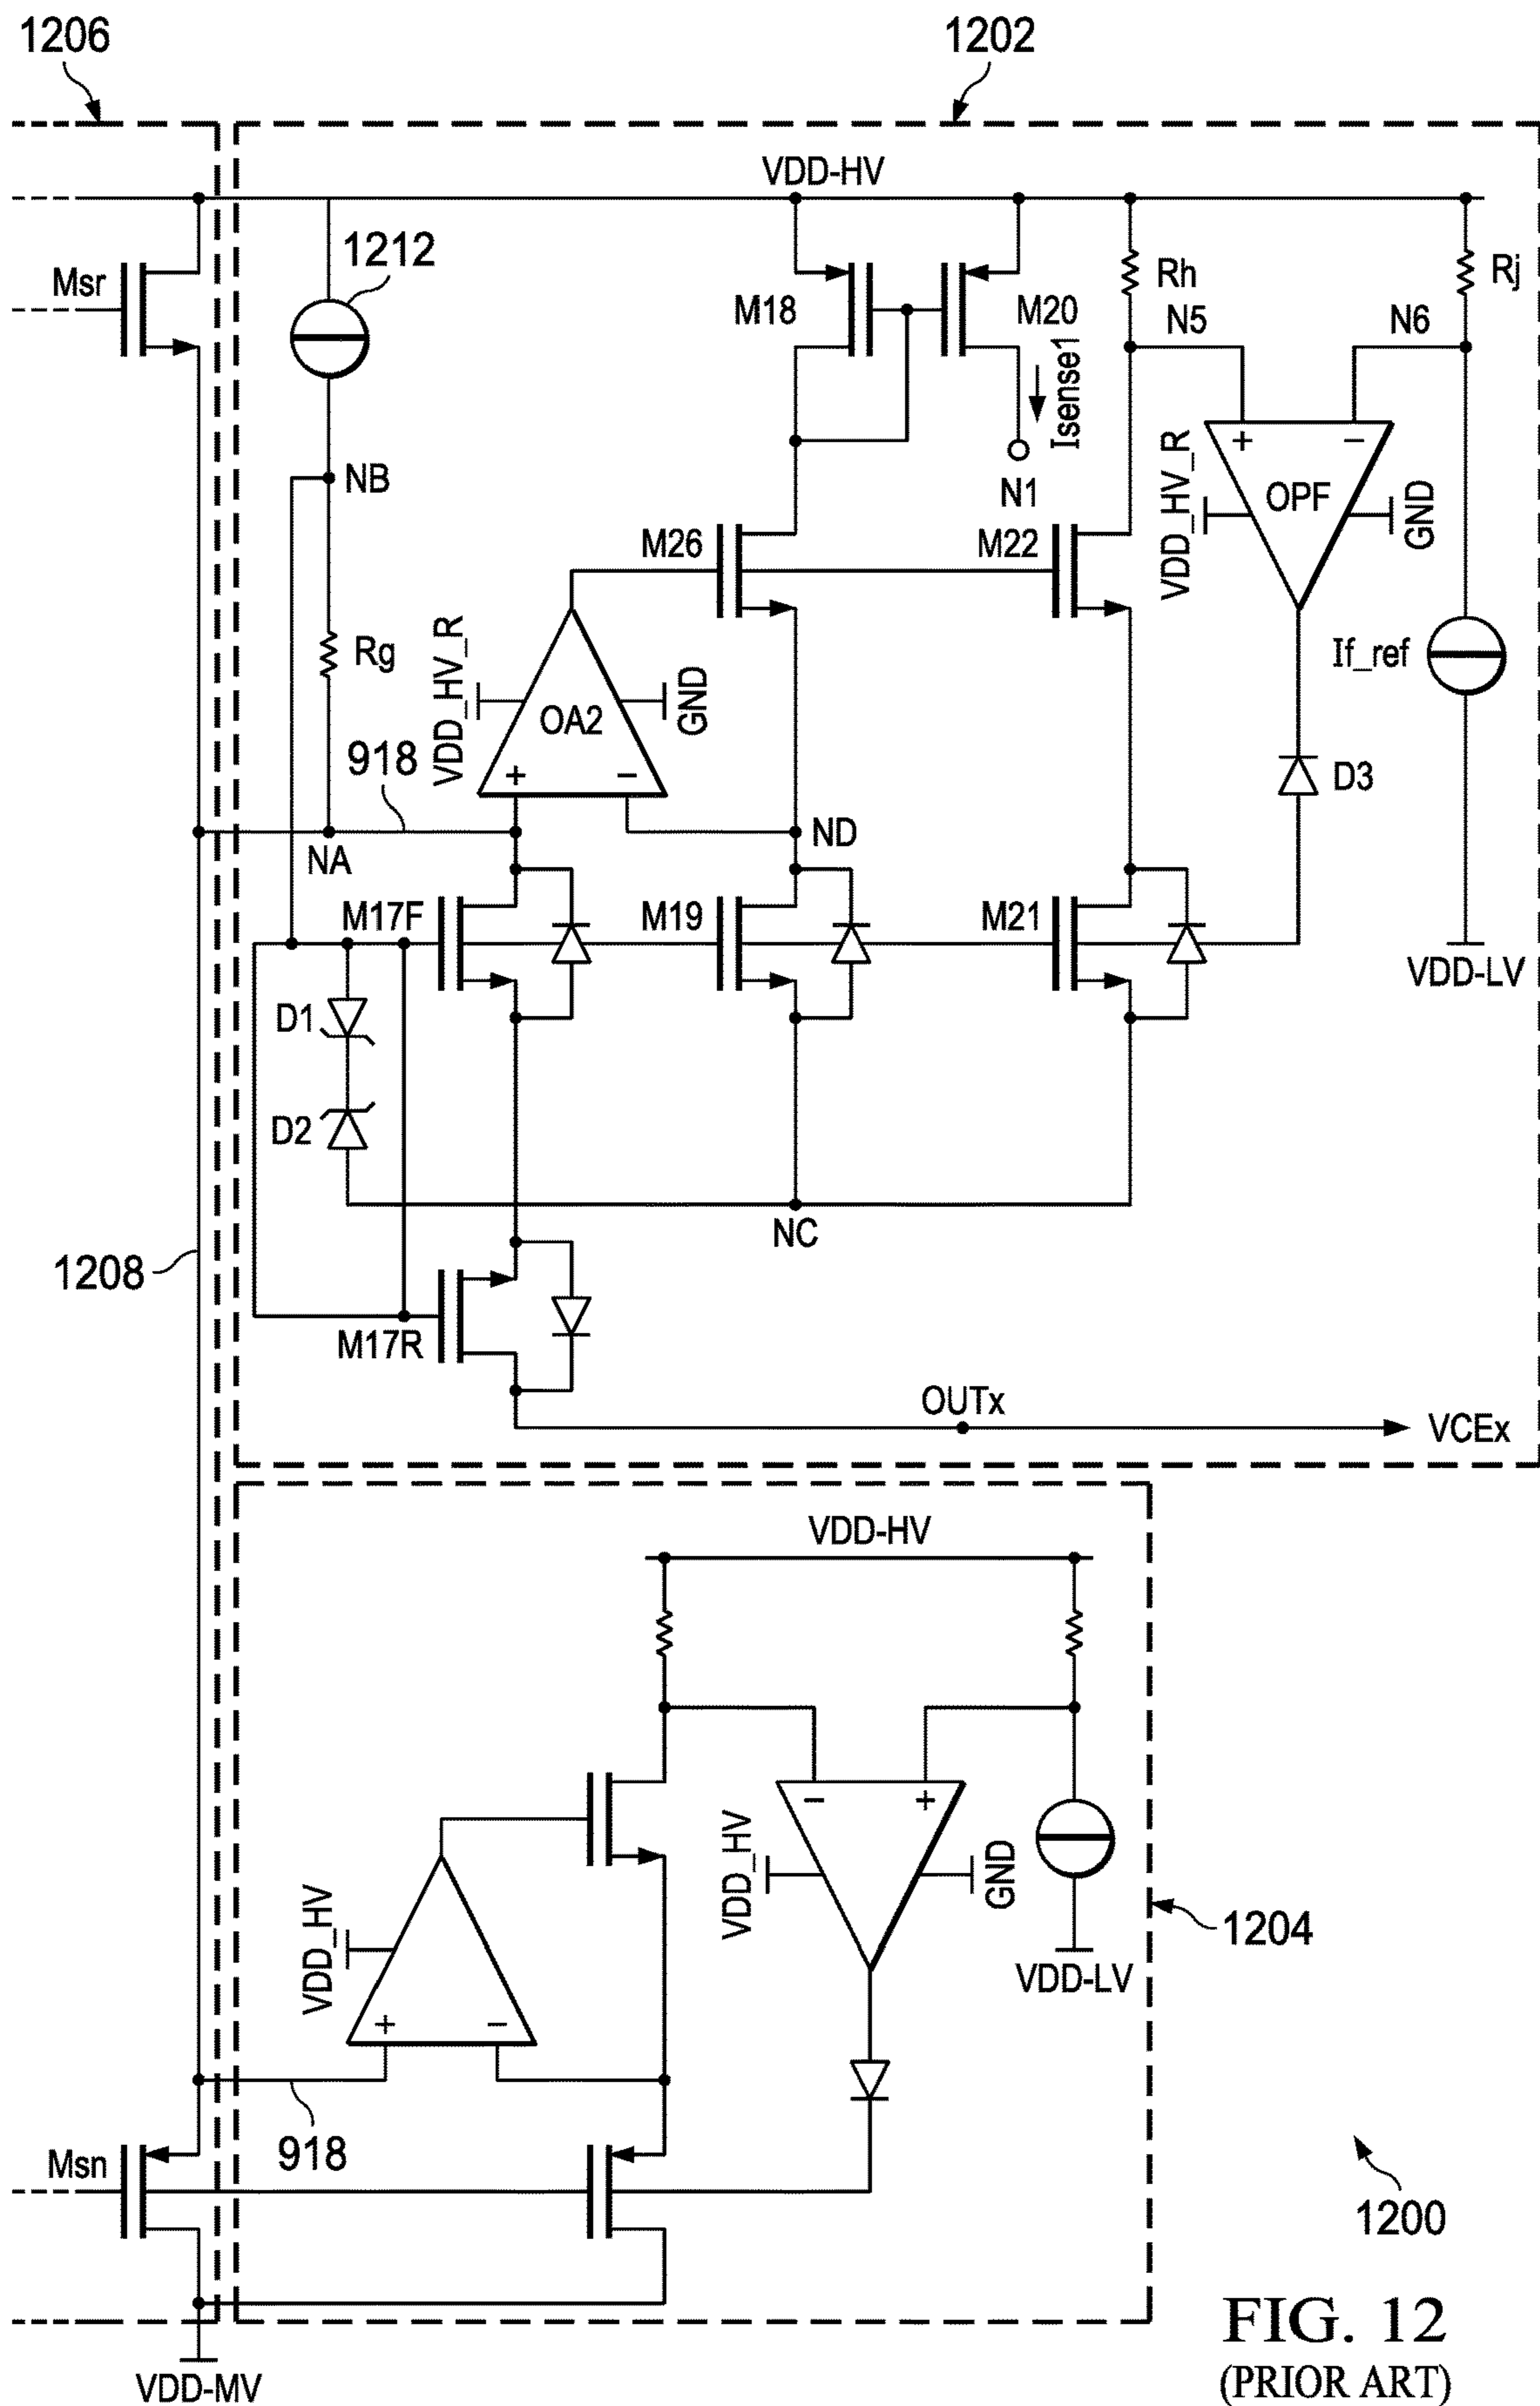 1206
1202
VDD-HV
1212
Msr
M18
M20
Rh
Rj
N5
N6
Isense1
N1
NB
+
−
OPF
VDD_HV_R
GND
M26
M22
Rg
VDD_HV_R
OA2
GND
If_ref
918
+
−
D3
NA
ND
M17F
M19
M21
VDD-LV
D1
D2
NC
1208
M17R
OUTx
VCEx
VDD-HV
−
+
VDD_HV
GND
VDD_HV
1204
VDD-LV
+
−
Msn
918
1200
VDD-MV
FIG. 12
(PRIOR ART)